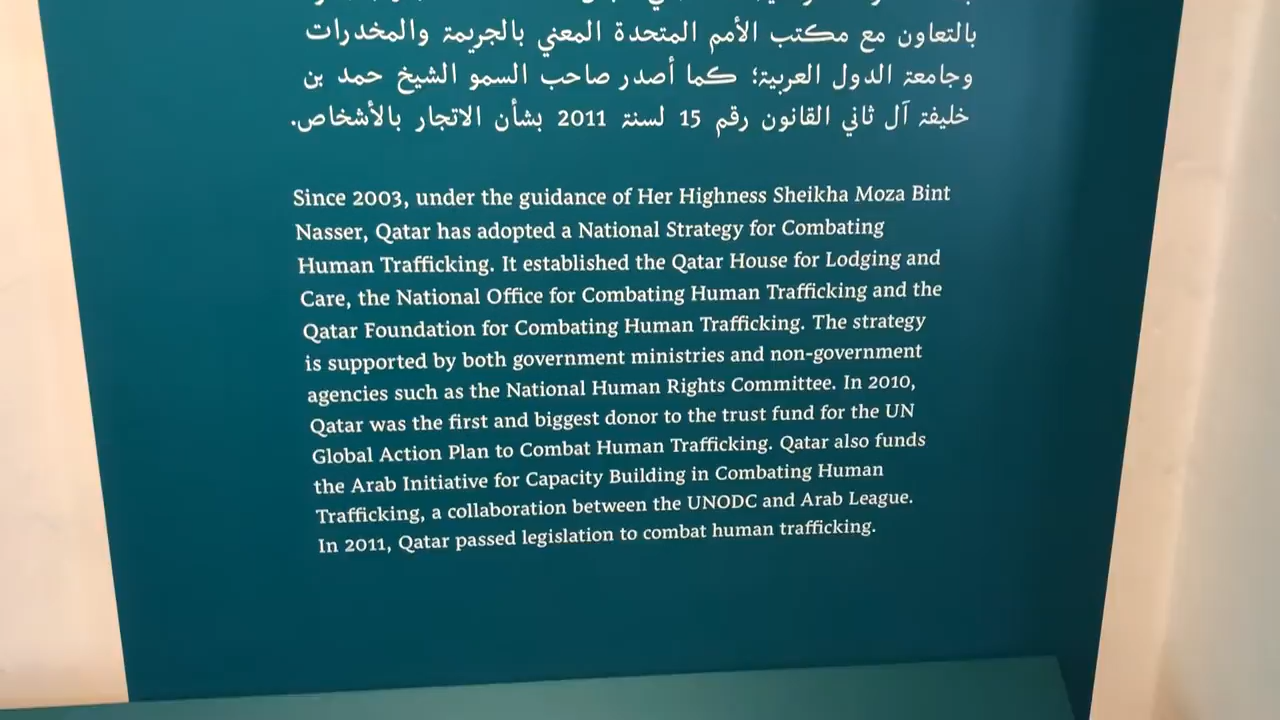 بالتعاون مع مكتب الأمم المتحدة المعني بالجريمة والمخدرات
وجامعة الدول العربية؛ كما أصدر صاحب السمو الشيخ حمد بن
خليفة آل ثاني القانون رقم 15 لسنة 2011 بشأن الاتجار بالأشخاص.
Since 2003, under the guidance of Her Highness Sheikha Moza Bint
Nasser, Qatar has adopted a National Strategy for Combating
Human Trafficking. It established the Qatar House for Lodging and
Care, the National Office for Combating Human Trafficking and the
Qatar Foundation for Combating Human Trafficking. The strategy
is supported by both government ministries and non-government
agencies such as the National Human Rights Committee. In 2010,
Qatar was the first and biggest donor to the trust fund for the UN
Global Action Plan to Combat Human Trafficking. Qatar also funds
the Arab Initiative for Capacity Building in Combating Human
Trafficking, a collaboration between the UNODC and Arab League.
In 2011, Qatar passed legislation to combat human trafficking.